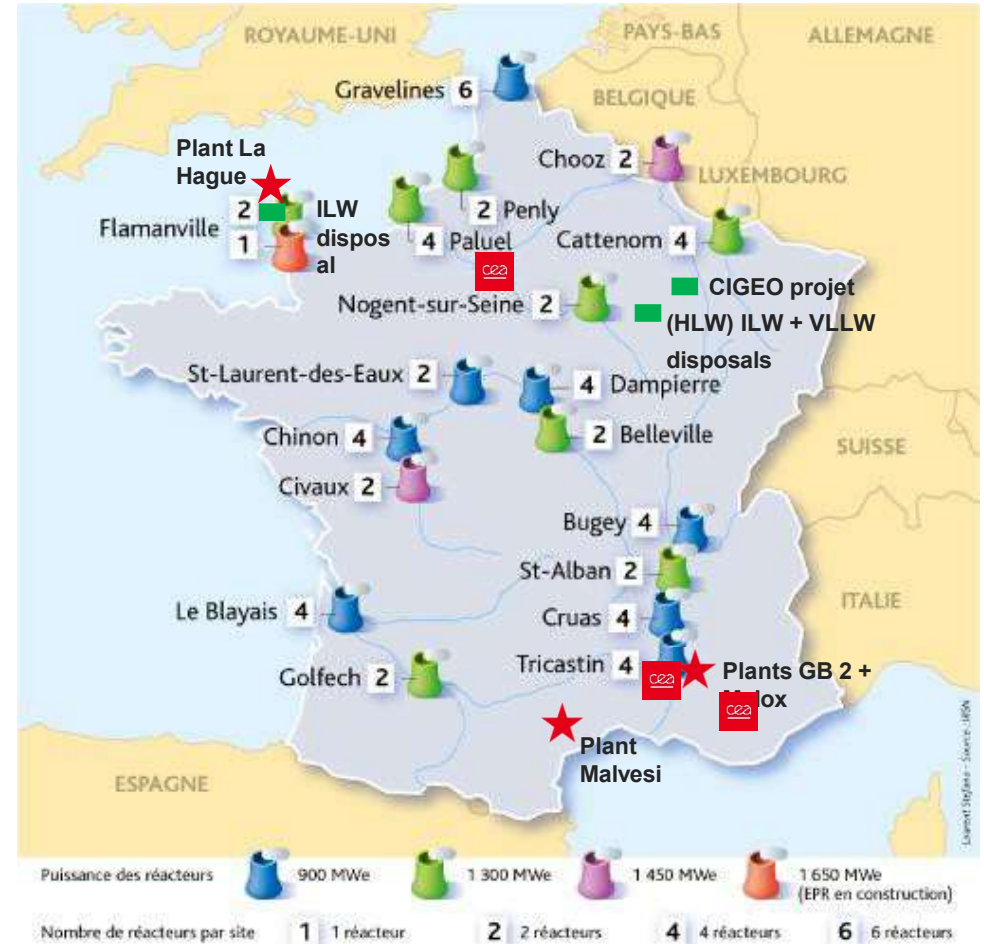 ROYAUME-UNI
PAYS-BAS
ALLEMAGNE
Gravelines 6
BELGIQUE
Plant La
Hague
Chooz 2
LUXEMBOURG
2
Flamanville
1
ILW
dispos
al
2 Penly
4 Paluel
Cattenom 4
cea
Nogent-sur-Seine 2
CIGEO projet
(HLW) ILW + VLLW
disposals
St-Laurent-des-Eaux 2
4 Dampierre
Chinon 4
2 Belleville
SUISSE
Civaux 2
Bugey 4
St-Alban 2
ITALIE
Le Blayais 4
Cruas 4
Tricastin 4
cea
Plants GB 2 +
cea
Golfech 2
Plant
Malvesi
ESPAGNE
Puissance des réacteurs
900 MWe
1 300 MWe
1 450 MWe
1 650 MWe
(EPR en construction)
Nombre de réacteurs par site
1 1 réacteur
2 2 réacteurs
4 4 réacteurs
6 6 réacteurs